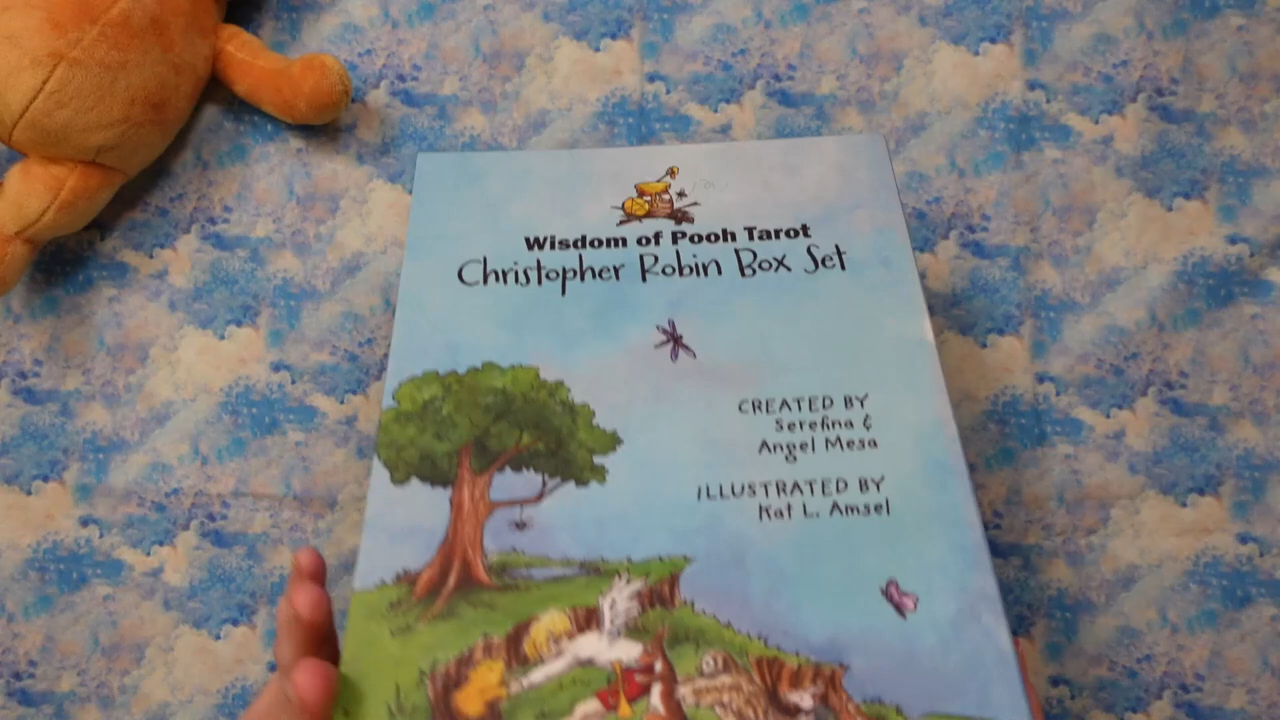 Wisdom of Pooh Tarot
Christopher Robin Box Set
CREATED BY
Serefina &
Angel Mesa
ILLUSTRATED BY
Kat L. Amsel